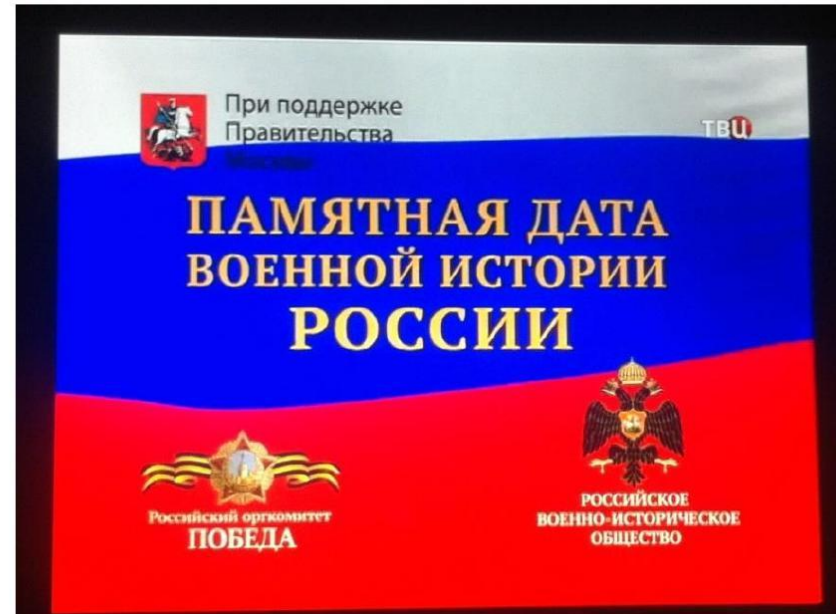 При поддержке
Правительства
ТВЦ
ПАМЯТНАЯ ДАТА
ВОЕННОЙ ИСТОРИИ
РОССИИ
Российский оргкомитет
ПОБЕДА
РОССИЙСКОЕ
ВОЕННО-ИСТОРИЧЕСКОЕ
ОБЩЕСТВО